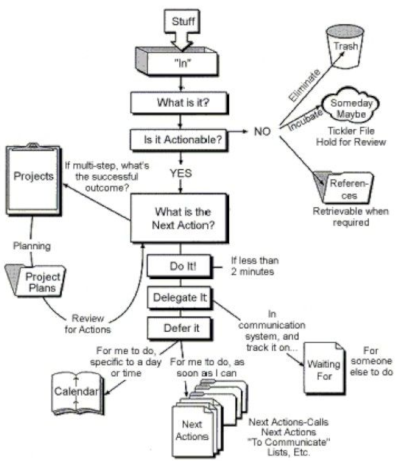 Stuff
"In"
Trash
What is it?
Eliminate
Someday
Maybe
Is it Actionable?
NO
Incubate
Tickler File
Hold for Review
YES
If multi-step, what's
the successful
outcome?
Projects
Referen-
ces
Retrievable when
required
What is the
Next Action?
Planning
Do It!
If less than
2 minutes
Project
Plans
Delegate It
In
communication
system, and
track it on...
Review
for Actions
Defer it
For me to do,
specific to a day
or time
For me to do, as
soon as I can
Waiting
For
For
someone
else to do
Calendar
Next
Actions
Next Actions-Calls
Next Actions
"To Communicate"
Lists, Etc.